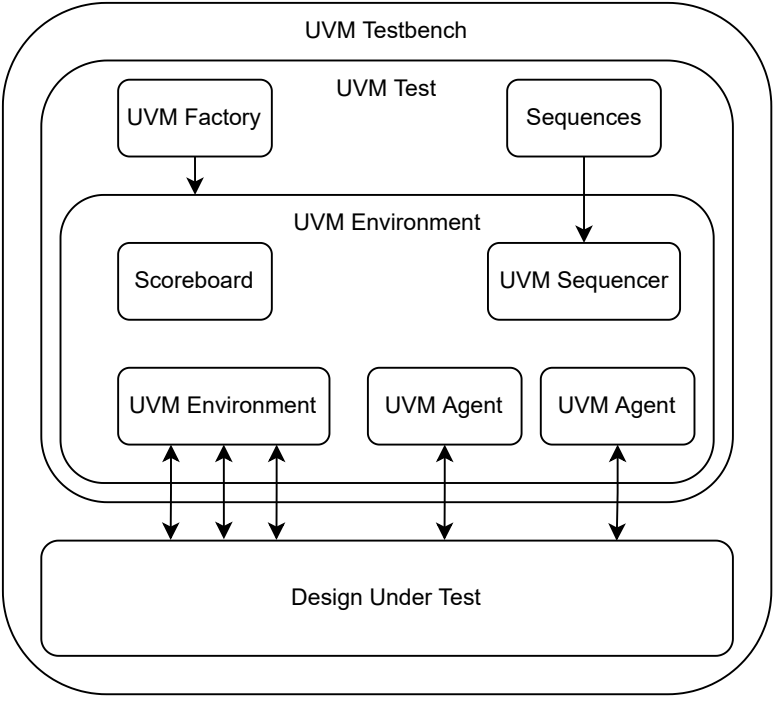 UVM Testbench
UVM Test
UVM Factory
Sequences
UVM Environment
Scoreboard
UVM Sequencer
UVM Environment
UVM Agent
UVM Agent
Design Under Test